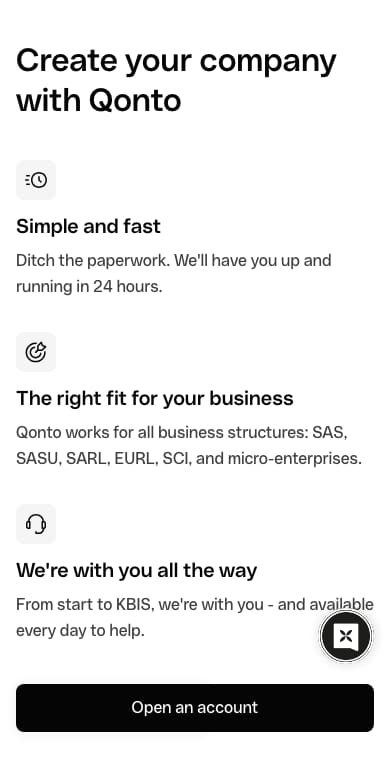 Create your company
with Qonto
Simple and fast
Ditch the paperwork. We'll have you up and
running in 24 hours.
The right fit for your business
Qonto works for all business structures: SAS,
SASU, SARL, EURL, SCI, and micro-enterprises.
We're with you all the way
From start to KBIS, we're with you - and available
every day to help.
Open an account